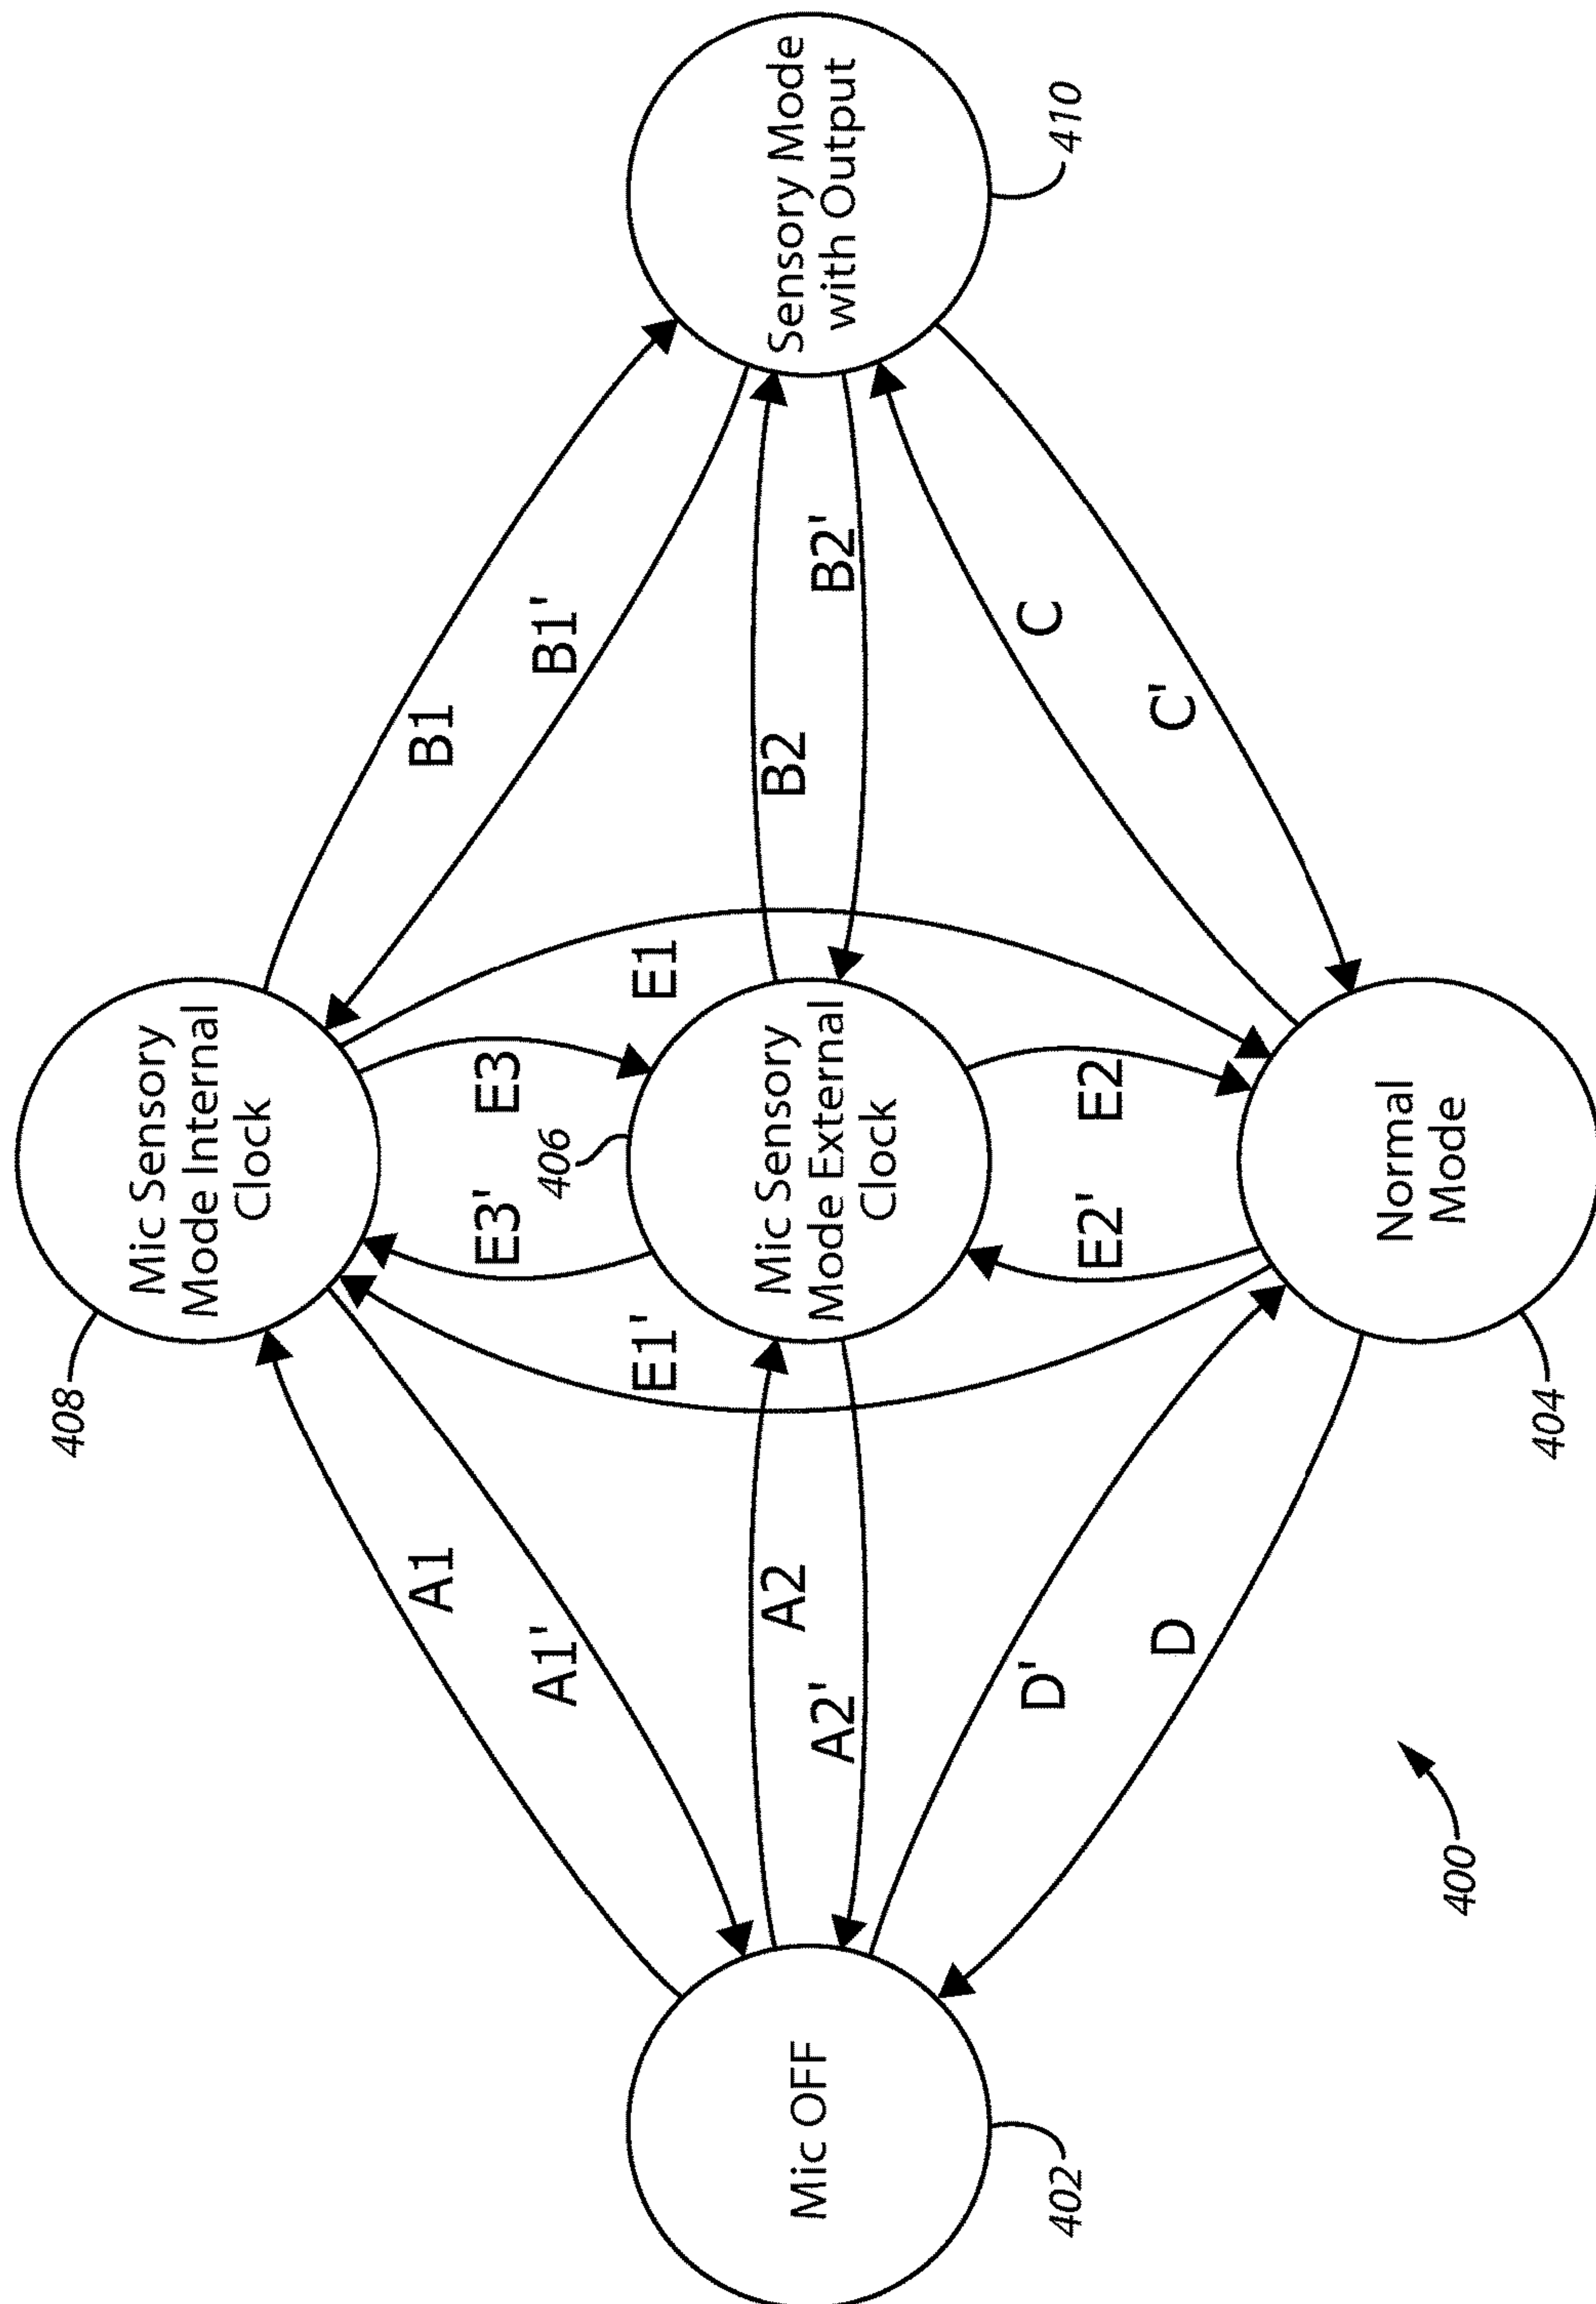 408
Mic Sensory
Mode Internal
Clock
A1
A1'
B1
B1'
E3'
E3
E1'
E1
406
Mic OFF
402
A2
A2'
Mic Sensory
Mode External
Clock
B2
B2'
Sensory Mode
with Output
410
E2'
E2
D'
D
C
C'
Normal
Mode
404
400